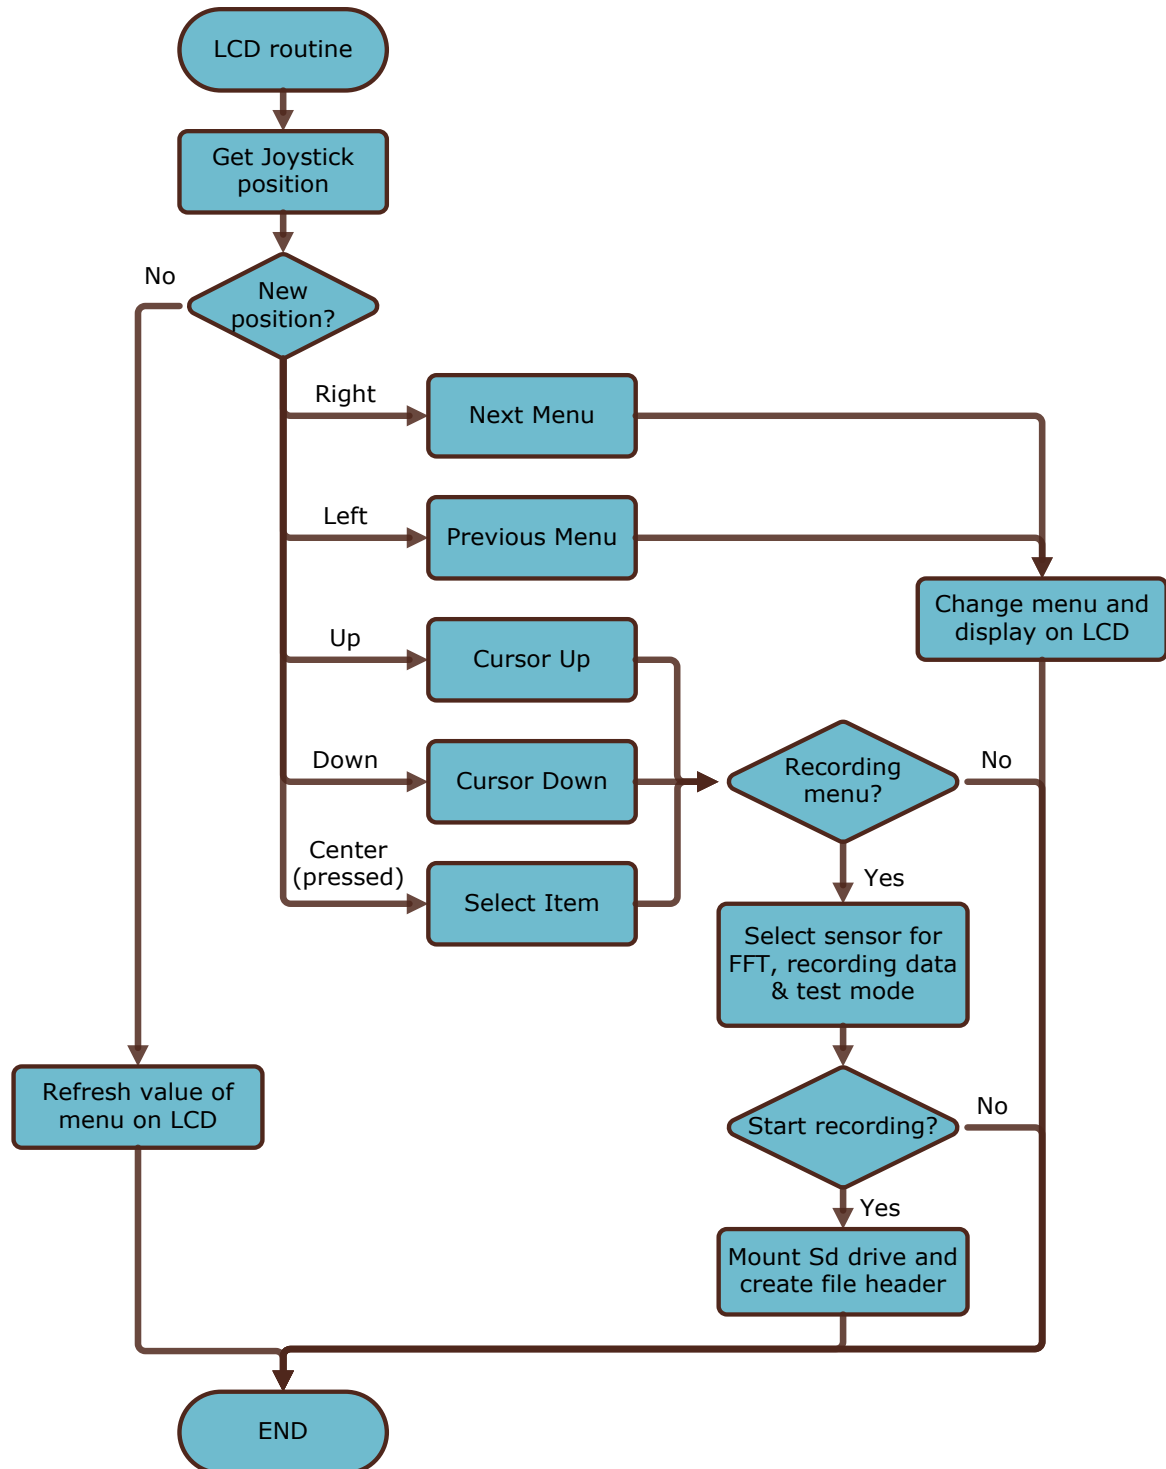 LCD routine
Get Joystick
position
No
New
position?
Right
Next Menu
Left
Previous Menu
Change menu and
display on LCD
Up
Cursor Up
Down
Cursor Down
Recording
menu?
No
Center
(pressed)
Select Item
Yes
Select sensor for
FFT, recording data
& test mode
Refresh value of
menu on LCD
Start recording?
No
Yes
Mount Sd drive and
create file header
END